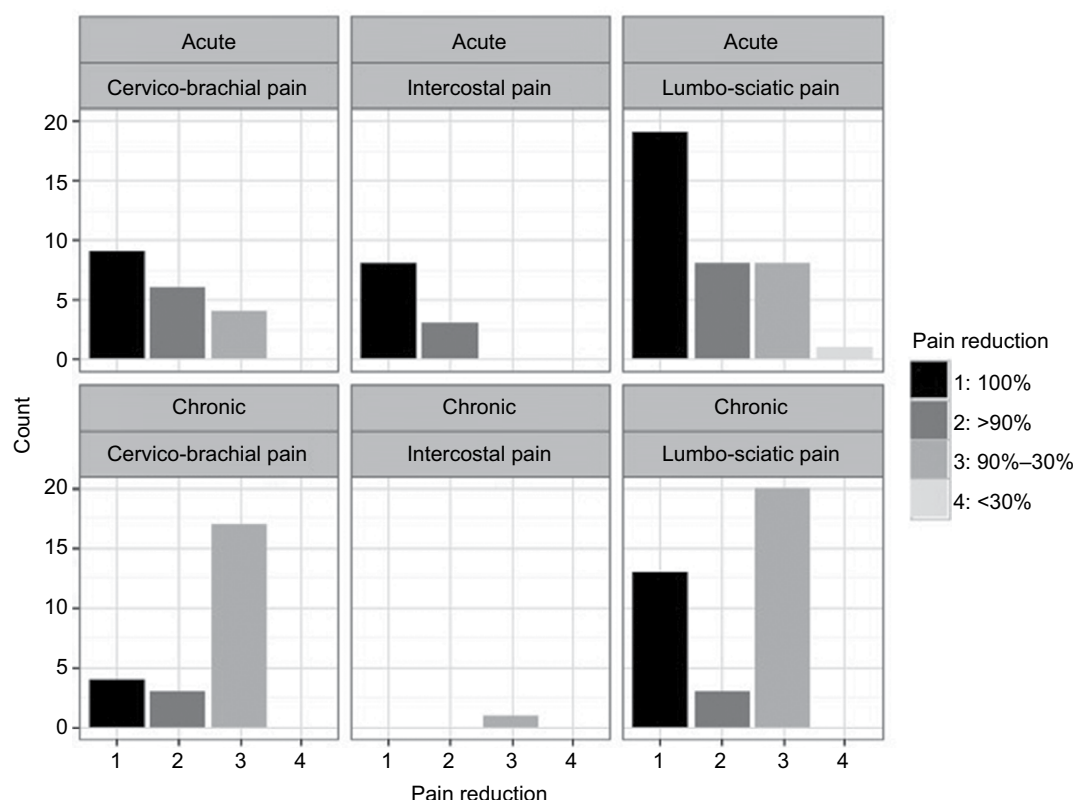 Acute Acute Acute
Cervico-brachial pain Intercostal pain Lumbo-sciatic pain
20
15
10
5
0
Chronic Chronic Chronic
Cervico-brachial pain Intercostal pain Lumbo-sciatic pain
20
15
10
5
0
1 2 3 4 1 2 3 4 1 2 3 4
Pain reduction
Count
Pain reduction
1: 100%
2: >90%
3: 90%–30%
4: <30%